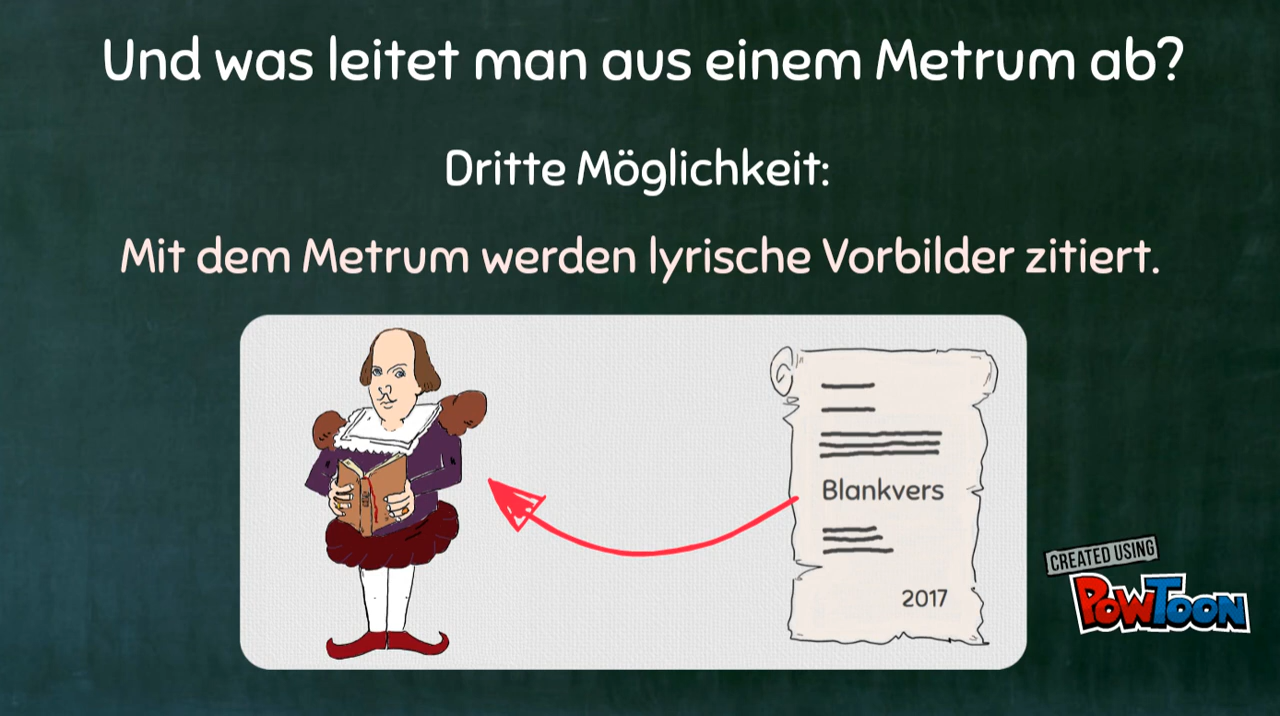 Und was leitet man aus einem Metrum ab?
Dritte Möglichkeit:
Mit dem Metrum werden lyrische Vorbilder zitiert.
Blankvers
2017
CREATED USING
POWTOON